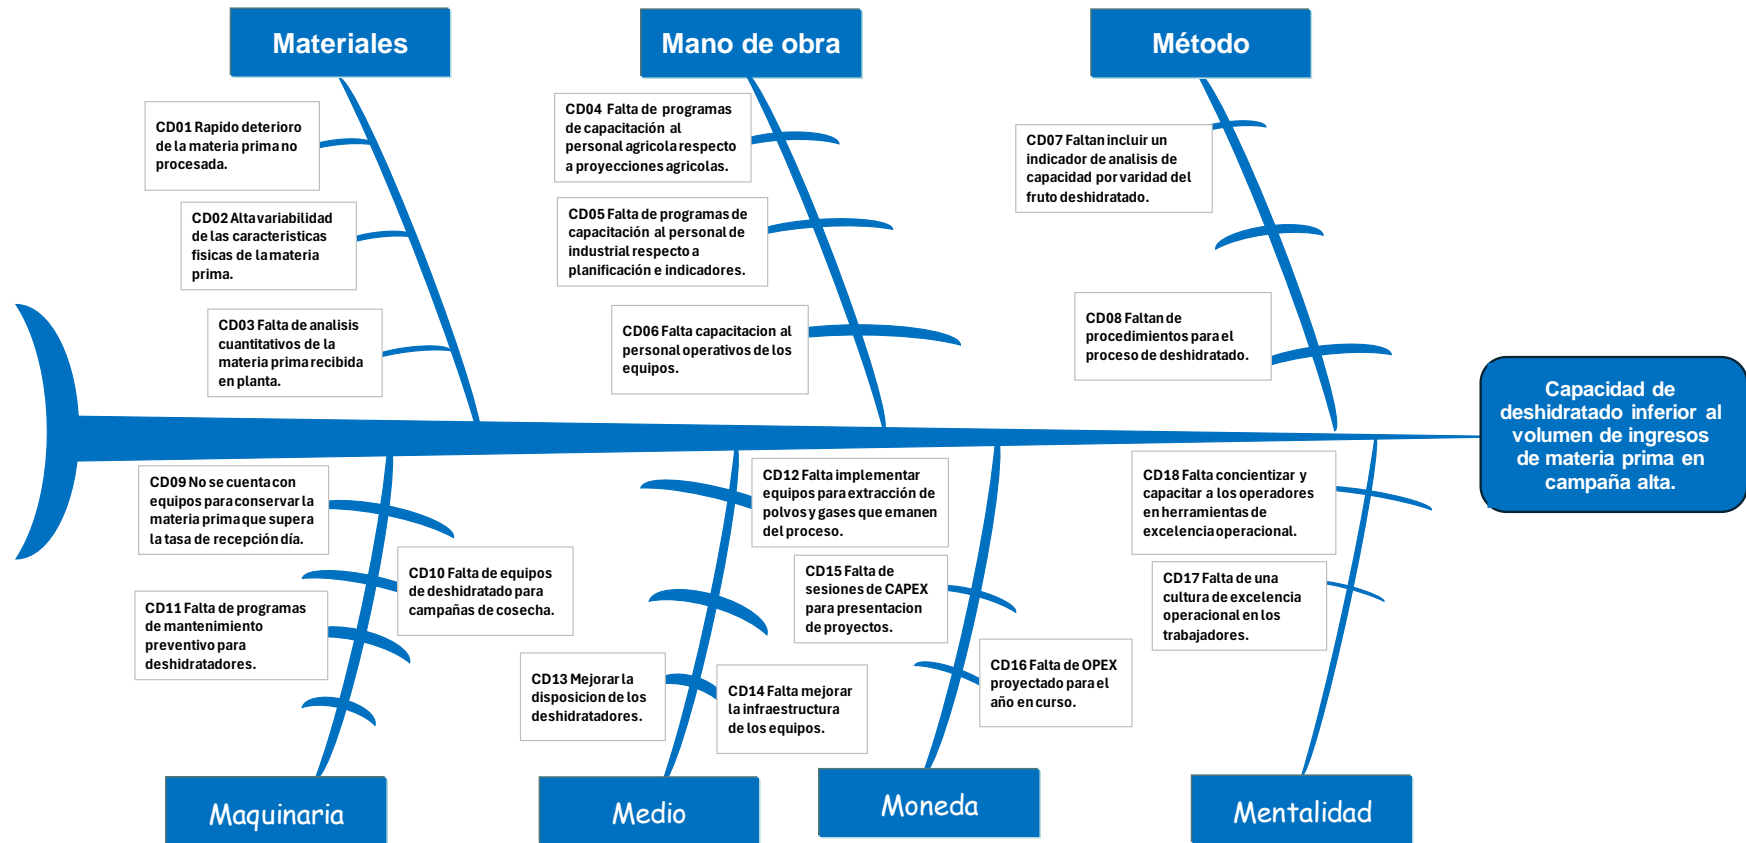 Materiales
Mano de obra
Método
CD01 Rapido deterioro
de la materia prima no
procesada.
CD02 Alta variabilidad
de las caracteristicas
fisicas de la materia
prima.
CD03 Falta de analisis
cuantitativos de la
materia prima recibida
en planta.
CD04 Falta de programas
de capacitación al
personal agricola respecto
a proyecciones agricolas.
CD05 Falta de programas de
capacitación al personal de
industrial respecto a
planificación e indicadores.
CD06 Falta capacitacion al
personal operativos de los
equipos.
CD07 Faltan incluir un
indicador de analisis de
capacidad por varidad del
fruto deshidratado.
CD08 Faltan de
procedimientos para el
proceso de deshidratado.
Capacidad de
deshidratado inferior al
volumen de ingresos
de materia prima en
campaña alta.
CD09 No se cuenta con
equipos para conservar la
materia prima que supera
la tasa de recepción día.
CD10 Falta de equipos
de deshidratado para
campañas de cosecha.
CD11 Falta de programas
de mantenimiento
preventivo para
deshidratadores.
CD12 Falta implementar
equipos para extracción de
polvos y gases que emanen
del proceso.
CD13 Mejorar la
disposicion de los
deshidratadores.
CD14 Falta mejorar
la infraestructura
de los equipos.
CD15 Falta de
sesiones de CAPEX
para presentacion
de proyectos.
CD16 Falta de OPEX
proyectado para el
año en curso.
CD18 Falta concientizar y
capacitar a los operadores
en herramientas de
excelencia operacional.
CD17 Falta de una
cultura de excelencia
operacional en los
trabajadores.
Maquinaria
Medio
Moneda
Mentalidad